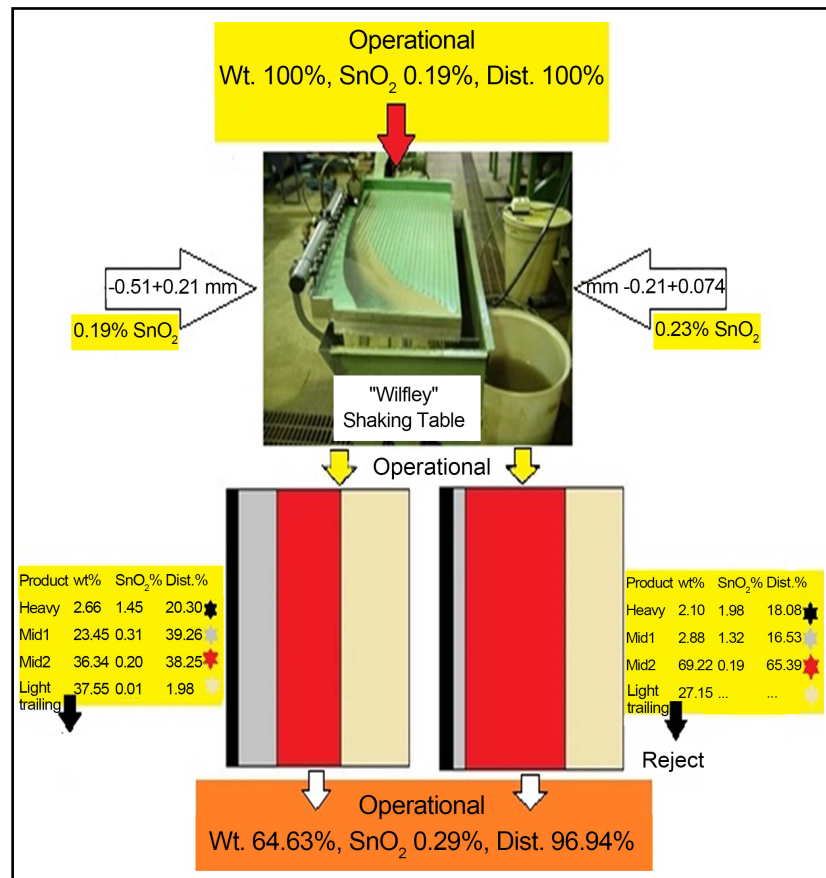 Operational
Wt. 100%, SnO₂ 0.19%, Dist. 100%
-0.51+0.21 mm
0.19% SnO₂
mm -0.21+0.074
0.23% SnO₂
"Wilfley"
Shaking Table
Operational
Product wt% SnO₂% Dist.%
Heavy 2.66 1.45 20.30
Mid1 23.45 0.31 39.26
Mid2 36.34 0.20 38.25
Light trailing 37.55 0.01 1.98
Product wt% SnO₂% Dist.%
Heavy 2.10 1.98 18.08
Mid1 2.88 1.32 16.53
Mid2 69.22 0.19 65.39
Light trailing 27.15 ... ...
Reject
Operational
Wt. 64.63%, SnO₂ 0.29%, Dist. 96.94%